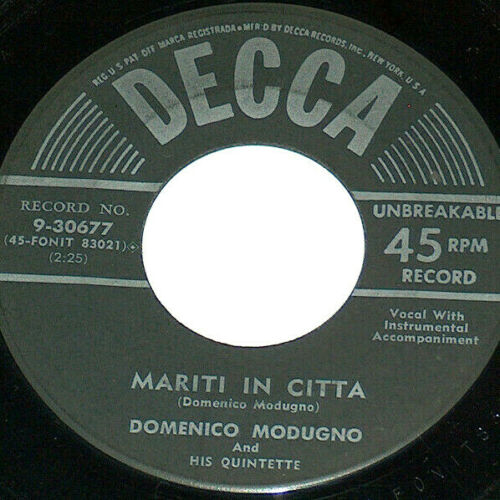 REG. U.S. PAT. OFF. MARCA REGISTRADA • MF'R'D BY DECCA RECORDS, INC., NEW YORK, U.S.A.
DECCA
RECORD NO.
9-30677
(45-FONIT 83021)
(2:25)
UNBREAKABLE
45 RPM
RECORD
Vocal With
Instrumental
Accompaniment
MARITI IN CITTA
(Domenico Modugno)
DOMENICO MODUGNO
And
HIS QUINTETTE